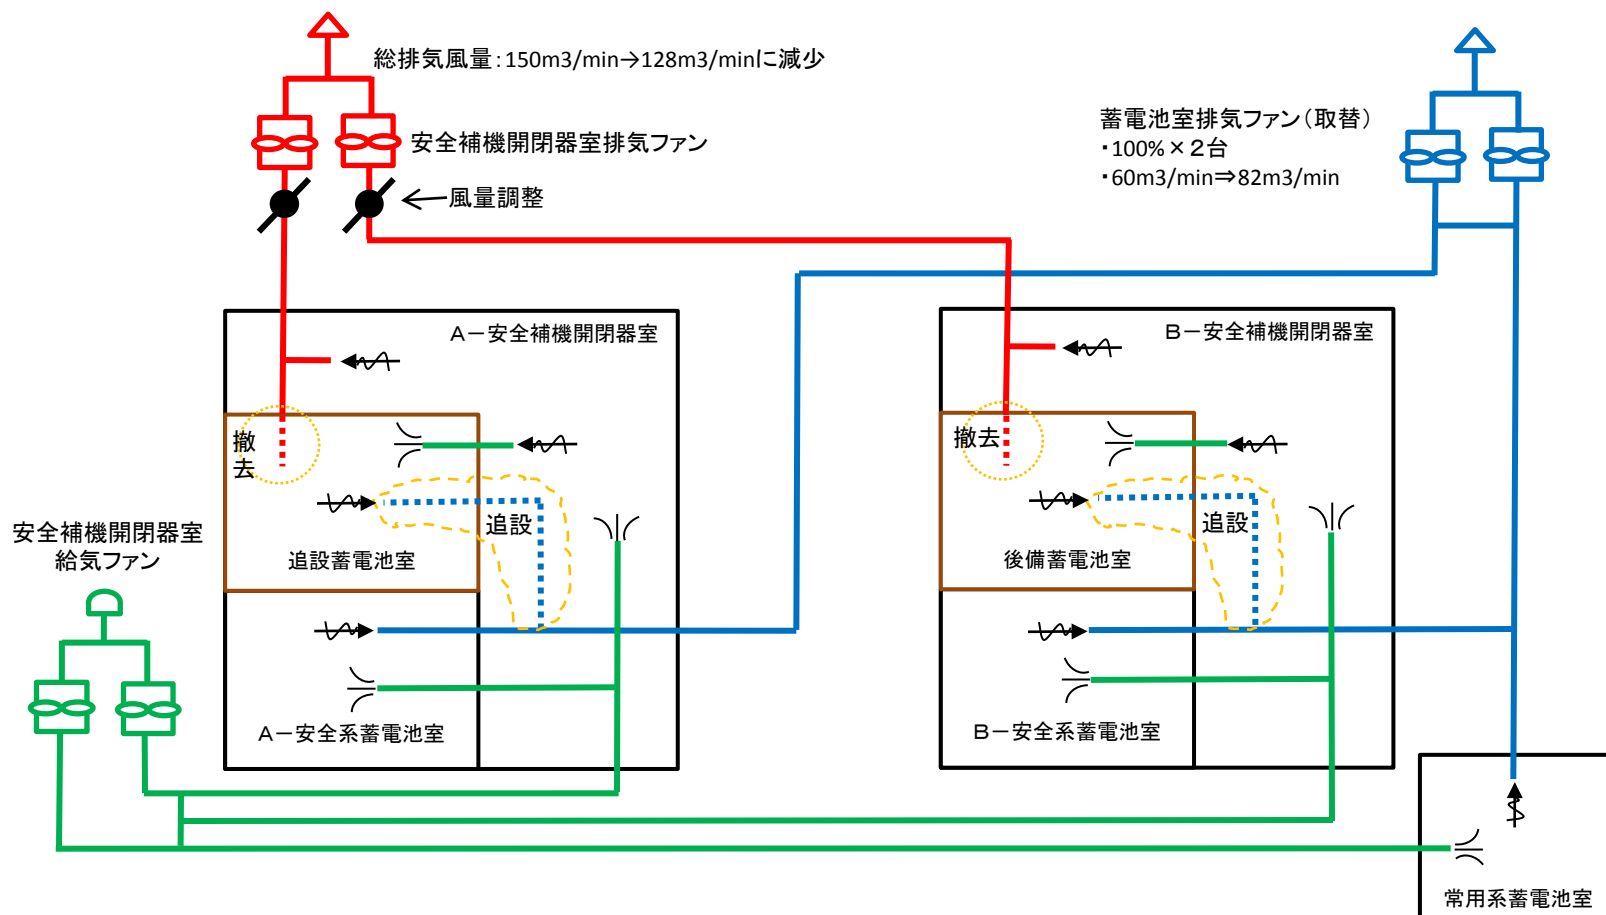 総排気風量:150m3/min→128m3/minに減少
安全補機開閉器室排気ファン
風量調整
蓄電池室排気ファン(取替)
・100%×2台
・60m3/min⇒82m3/min
A-安全補機開閉器室
B-安全補機開閉器室
撤
去
撤去
追設
追設
追設蓄電池室
後備蓄電池室
安全補機開閉器室
給気ファン
A-安全系蓄電池室
B-安全系蓄電池室
常用系蓄電池室